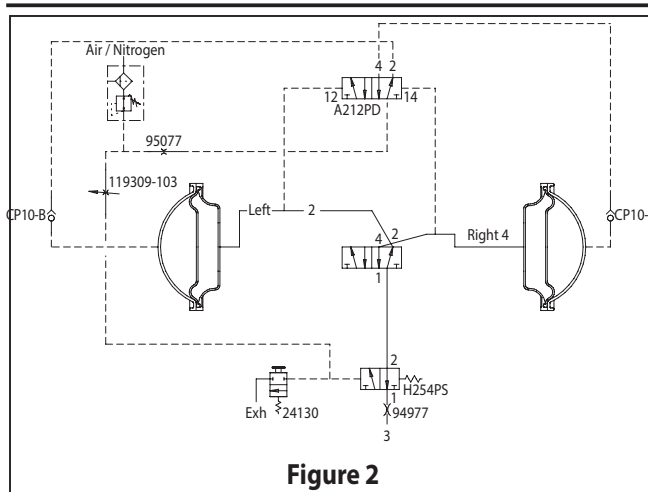 Air / Nitrogen
4 2
12 14
A212PD
95077
119309-103
CP10-B
CP10-
Left 2
4 2
Right 4
1
2
H254PS
1
Exh 24130
94977
3
Figure 2